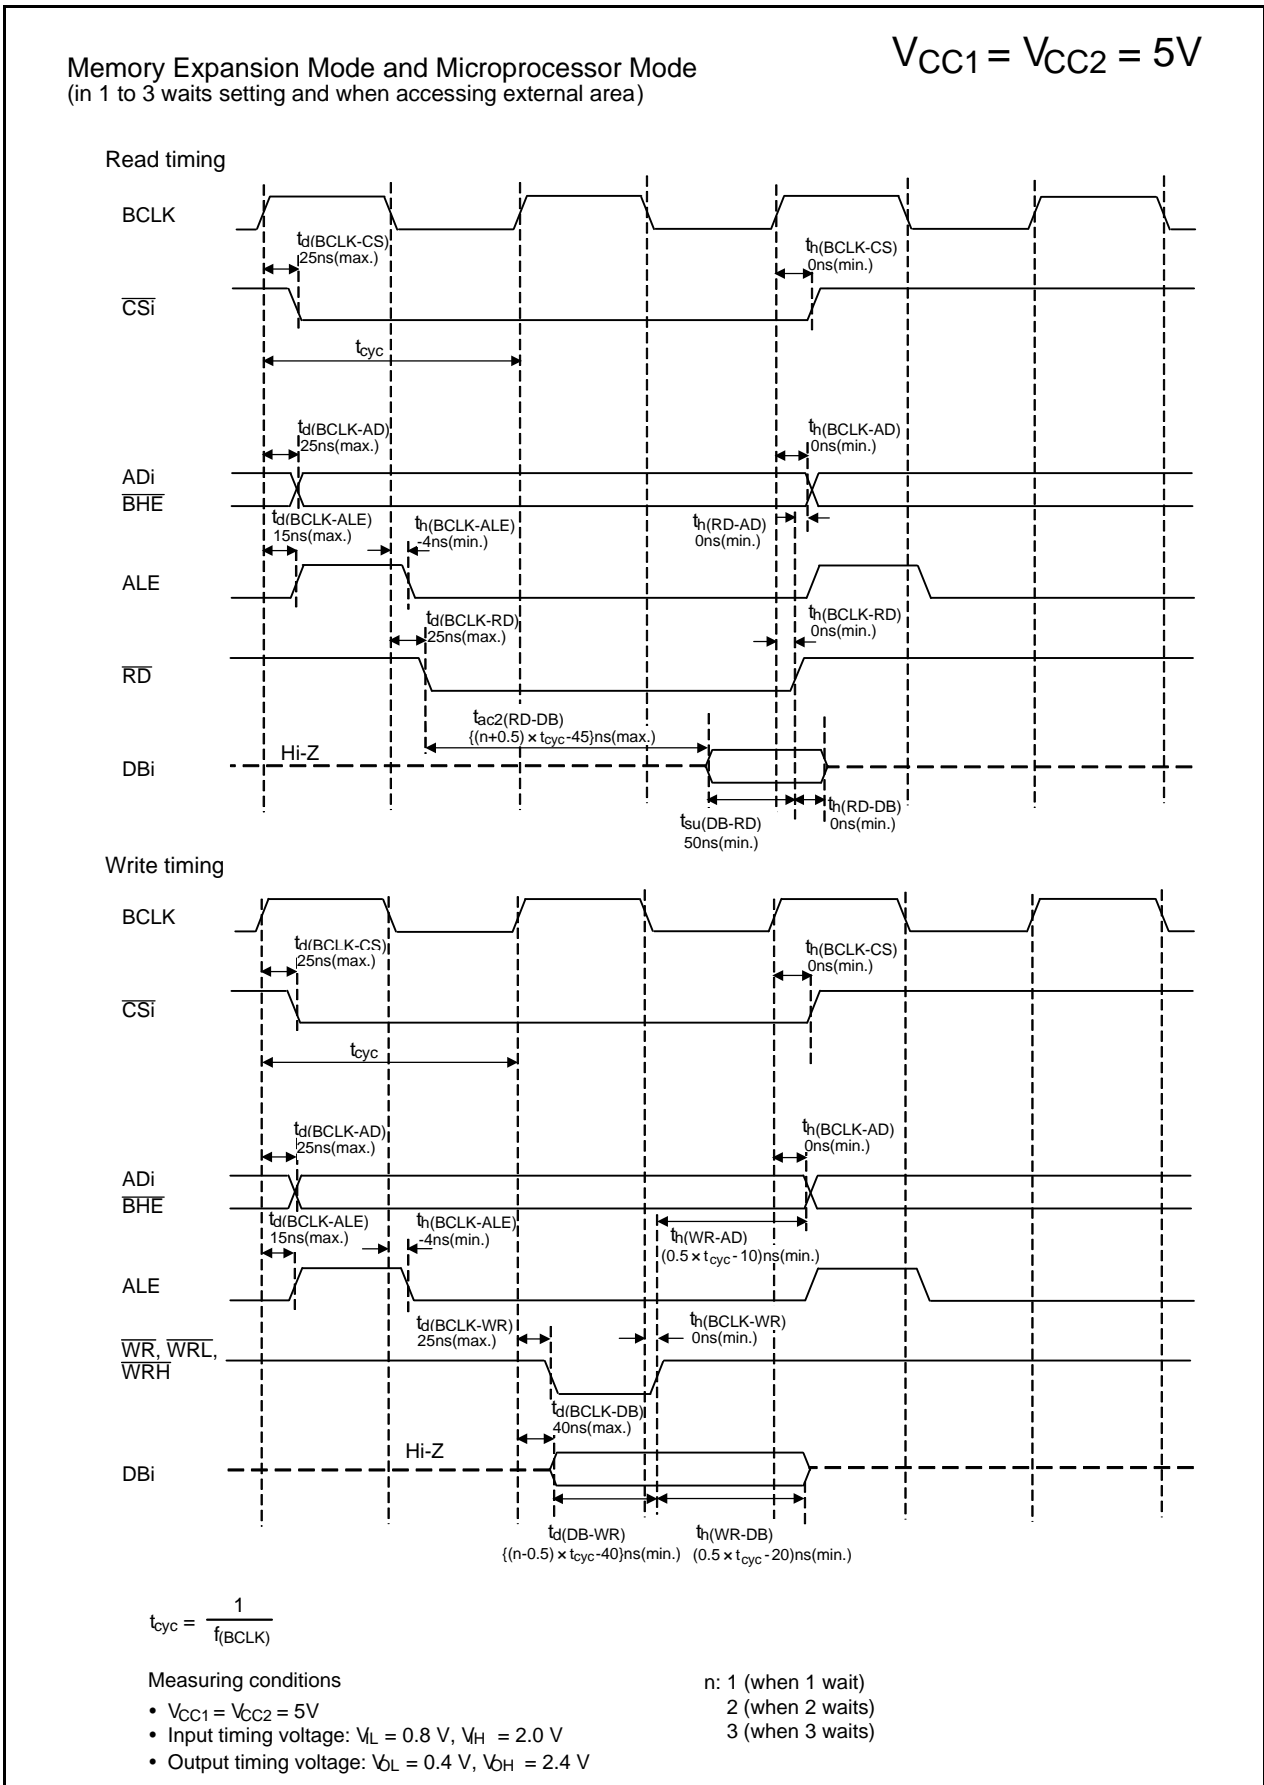 Memory Expansion Mode and Microprocessor Mode
(in 1 to 3 waits setting and when accessing external area)
VCC1 = VCC2 = 5V
Read timing
BCLK
td(BCLK-CS)
25ns(max.)
th(BCLK-CS)
0ns(min.)
CSi
tcyc
td(BCLK-AD)
25ns(max.)
th(BCLK-AD)
0ns(min.)
ADi
BHE
td(BCLK-ALE)
15ns(max.)
th(BCLK-ALE)
-4ns(min.)
th(RD-AD)
0ns(min.)
ALE
td(BCLK-RD)
25ns(max.)
th(BCLK-RD)
0ns(min.)
RD
tac2(RD-DB)
{(n+0.5) × tcyc-45}ns(max.)
Hi-Z
DBi
tsu(DB-RD)
50ns(min.)
th(RD-DB)
0ns(min.)
Write timing
BCLK
td(BCLK-CS)
25ns(max.)
th(BCLK-CS)
0ns(min.)
CSi
tcyc
td(BCLK-AD)
25ns(max.)
th(BCLK-AD)
0ns(min.)
ADi
BHE
td(BCLK-ALE)
15ns(max.)
th(BCLK-ALE)
-4ns(min.)
th(WR-AD)
(0.5 × tcyc-10)ns(min.)
ALE
td(BCLK-WR)
25ns(max.)
th(BCLK-WR)
0ns(min.)
WR, WRL,
WRH
td(BCLK-DB)
40ns(max.)
Hi-Z
DBi
td(DB-WR)
{(n-0.5) × tcyc-40}ns(min.)
th(WR-DB)
(0.5 × tcyc-20)ns(min.)
tcyc = 1
f(BCLK)
Measuring conditions
• VCC1 = VCC2 = 5V
• Input timing voltage: VIL = 0.8 V, VIH = 2.0 V
• Output timing voltage: VOL = 0.4 V, VOH = 2.4 V
n: 1 (when 1 wait)
2 (when 2 waits)
3 (when 3 waits)